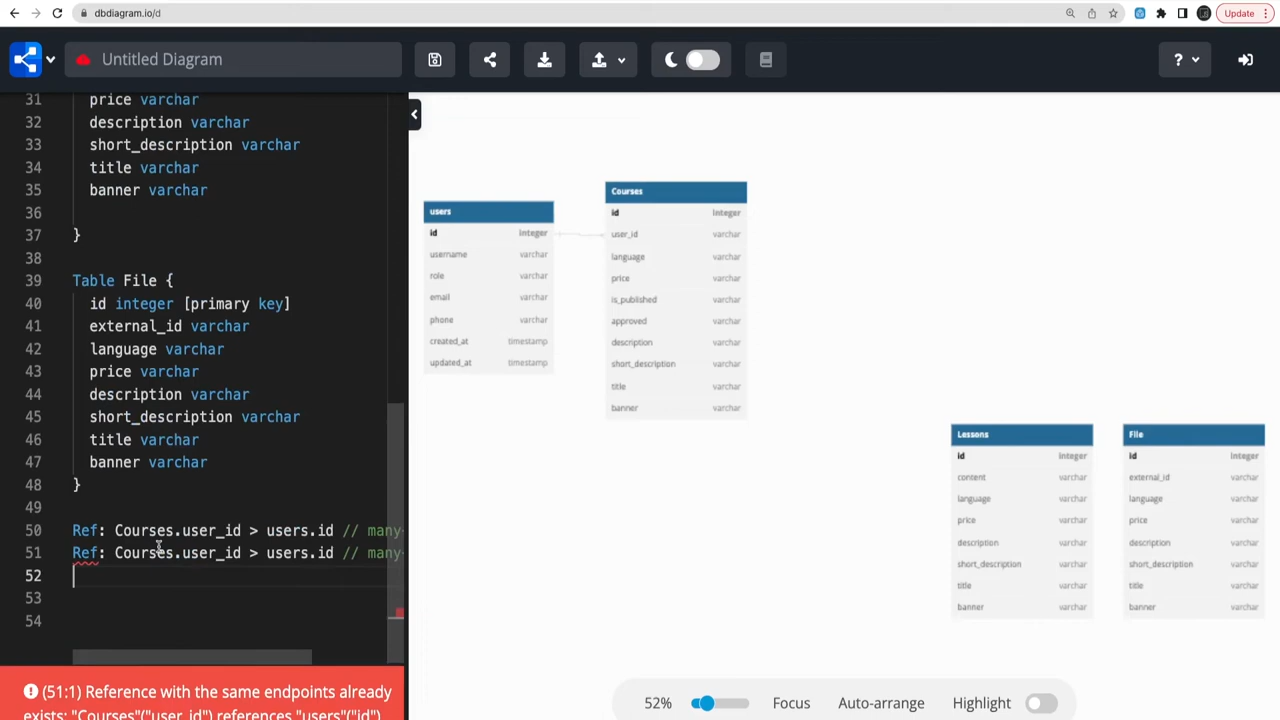 dbdiagram.io/d
Update
Untitled Diagram
?
31 price varchar
32 description varchar
33 short_description varchar
34 title varchar
35 banner varchar
36
37 }
38
39 Table File {
40 id integer [primary key]
41 external_id varchar
42 language varchar
43 price varchar
44 description varchar
45 short_description varchar
46 title varchar
47 banner varchar
48 }
49
50 Ref: Courses.user_id > users.id // many-
51 Ref: Courses.user_id > users.id // many-
52
53
54
(51:1) Reference with the same endpoints already
exists: "Courses"("user_id") references "users"("id")
users
id integer
username varchar
role varchar
email varchar
phone varchar
created_at timestamp
updated_at timestamp
Courses
id integer
user_id varchar
language varchar
price varchar
is_published varchar
approved varchar
description varchar
short_description varchar
title varchar
banner varchar
Lessons
id integer
content varchar
language varchar
price varchar
description varchar
short_description varchar
title varchar
banner varchar
File
id integer
external_id varchar
language varchar
price varchar
description varchar
short_description varchar
title varchar
banner varchar
52% Focus Auto-arrange Highlight